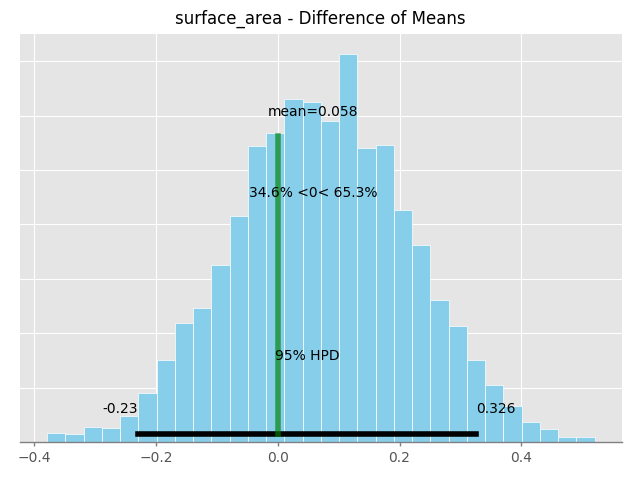 surface_area - Difference of Means
mean=0.058
34.6% <0< 65.3%
95% HPD
-0.23
0.326
−0.4
−0.2
0.0
0.2
0.4